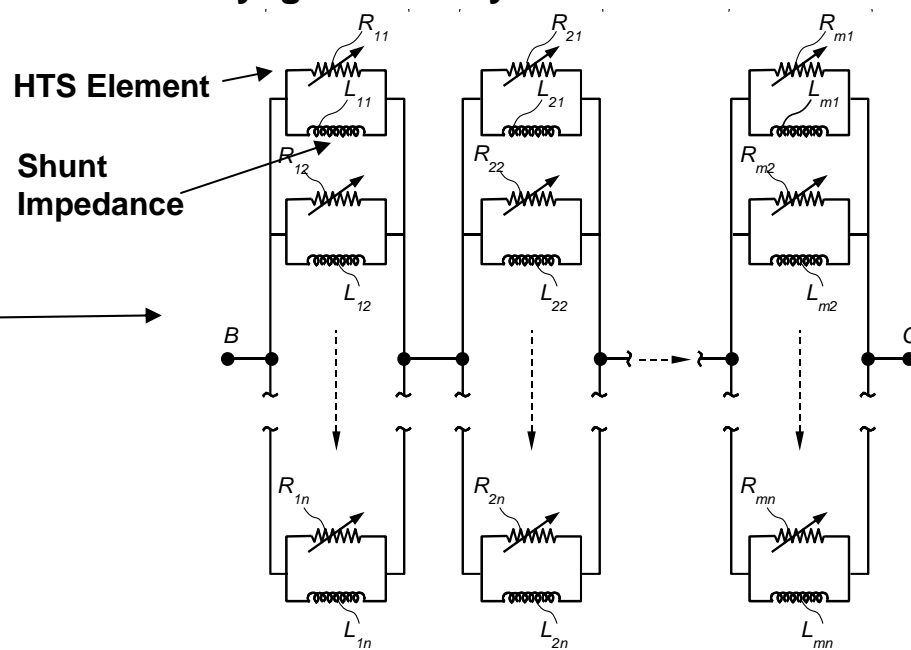 R11 R21 Rm1
HTS Element
L11 L21 Lm1
Shunt
Impedance
R12 R22 Rm2
L12 L22 Lm2
B
R1n R2n Rmn
L1n L2n Lmn